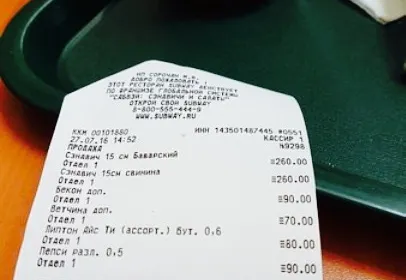 ИП СОРОЧАН М.В.
ДОБРО ПОЖАЛОВАТЬ !
ЭТОТ РЕСТОРАН SUBWAY ДЕЙСТВУЕТ
ПО ФРАНШИЗЕ ГЛОБАЛЬНОЙ СИСТЕМЫ
"САБВЭЙ: СЭНДВИЧИ И САЛАТЫ"
ОТКРОЙ СВОЙ SUBWAY
8-800-555-444-9
WWW.SUBWAY.RU
ККМ 00101880 ИНН 143501487445 #0551
27.07.16 14:52 КАССИР 1
ПРОДАЖА №9298
Сэндвич 15 см Баварский
Отдел 1 ≡260.00
Сэндвич 15см свинина
Отдел 1 ≡260.00
Бекон доп.
Отдел 1 ≡90.00
Ветчина доп.
Отдел 1 ≡70.00
Липтон Айс Ти (ассорт.) бут. 0,6
Отдел 1 ≡80.00
Пепси разл. 0,5
Отдел 1 ≡90.00